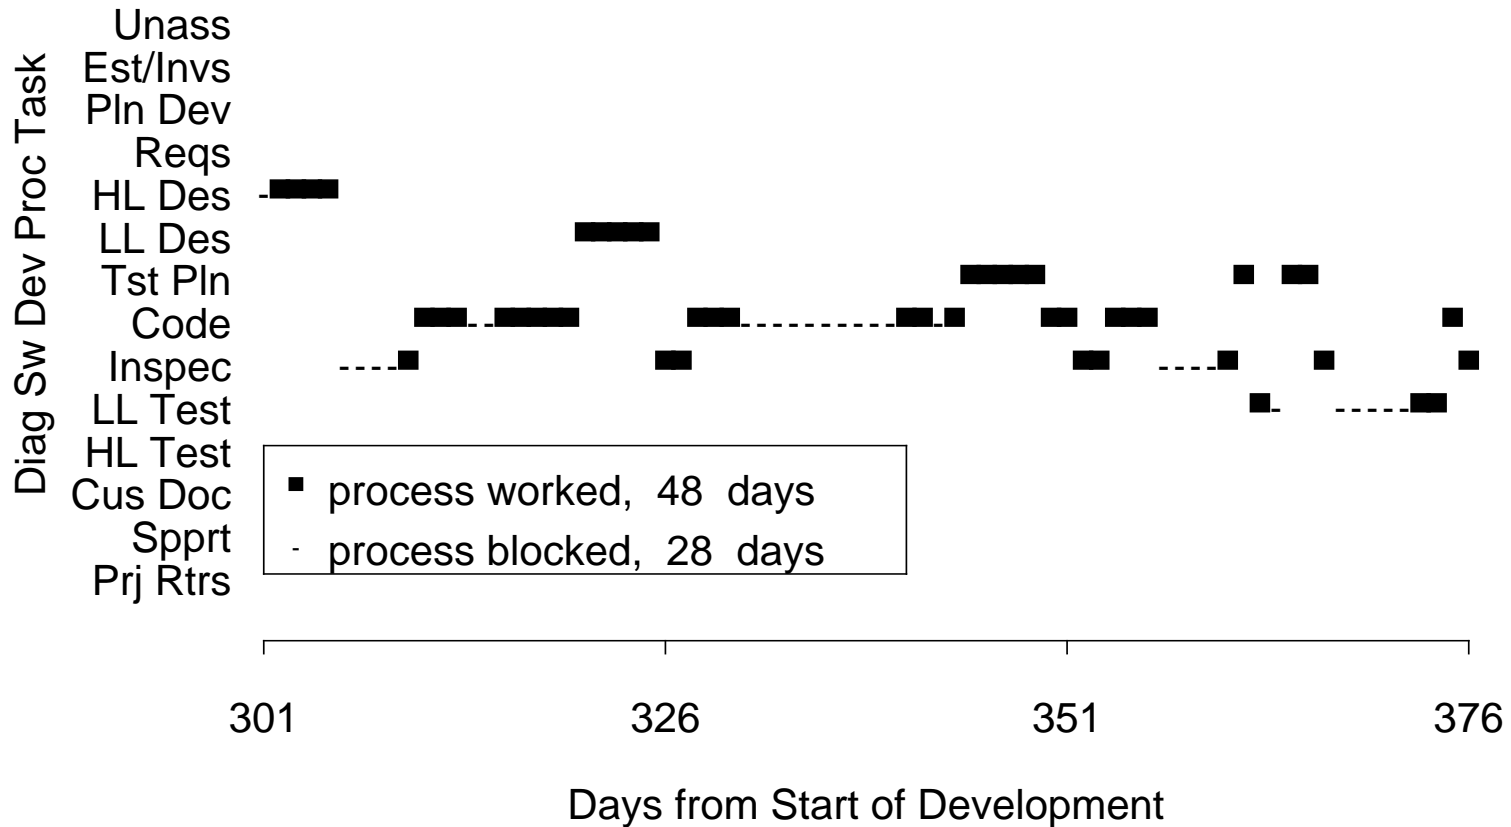 Diag Sw Dev Proc Task
Unass
Est/Invs
Pln Dev
Reqs
HL Des
LL Des
Tst Pln
Code
Inspec
LL Test
HL Test
Cus Doc
Spprt
Prj Rtrs
process worked, 48 days
process blocked, 28 days
301 326 351 376
Days from Start of Development